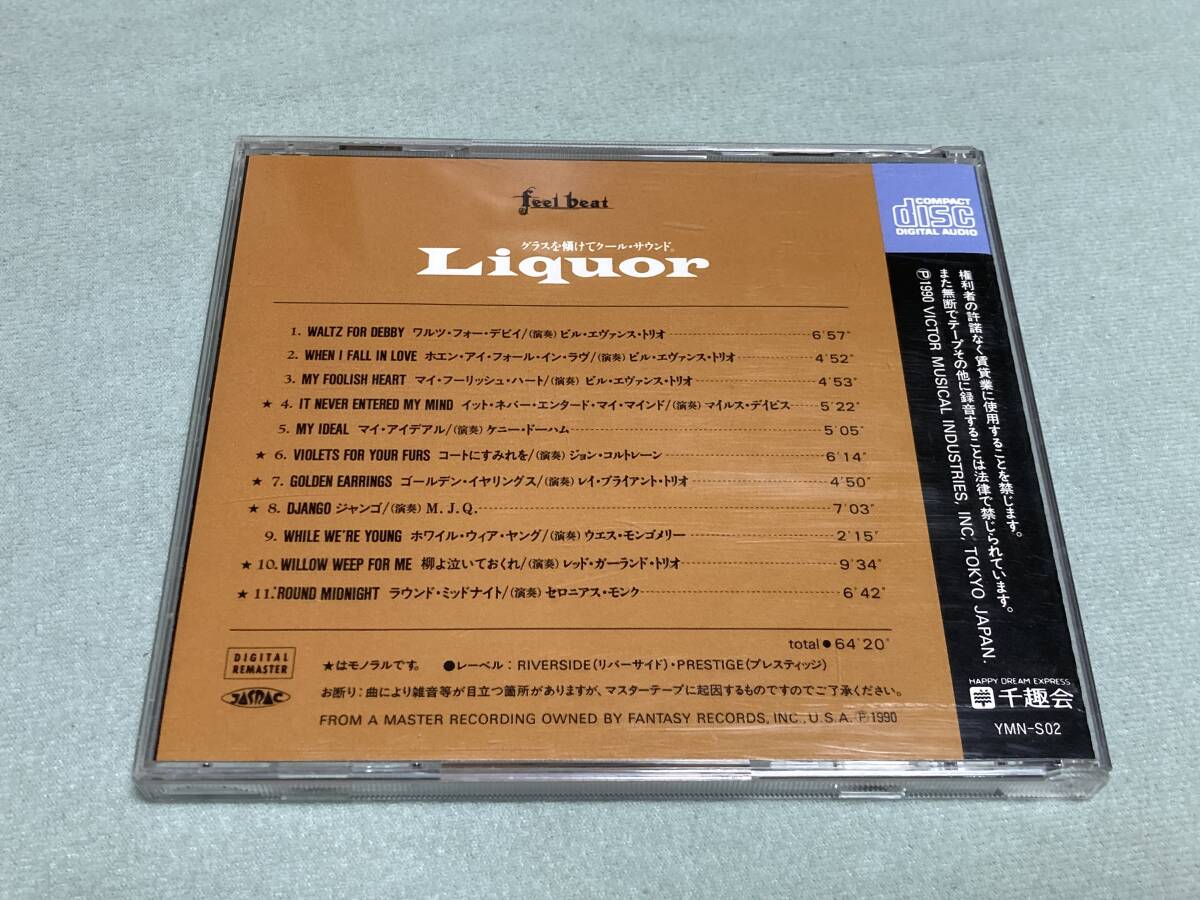 feel beat
グラスを傾けてクール・サウンド。
Liquor
1. WALTZ FOR DEBBY ワルツ・フォー・デビイ/(演奏)ビル・エヴァンス・トリオ 6'57"
2. WHEN I FALL IN LOVE ホエン・アイ・フォール・イン・ラヴ/(演奏)ビル・エヴァンス・トリオ 4'52"
3. MY FOOLISH HEART マイ・フーリッシュ・ハート/(演奏)ビル・エヴァンス・トリオ 4'53"
★ 4. IT NEVER ENTERED MY MIND イット・ネバー・エンタード・マイ・マインド/(演奏)マイルス・デイビス 5'22"
5. MY IDEAL マイ・アイデアル/(演奏)ケニー・ドーハム 5'05"
★ 6. VIOLETS FOR YOUR FURS コートにすみれを/(演奏)ジョン・コルトレーン 6'14"
★ 7. GOLDEN EARRINGS ゴールデン・イヤリングス/(演奏)レイ・ブライアント・トリオ 4'50"
★ 8. DJANGO ジャンゴ/(演奏)M.J.Q. 7'03"
9. WHILE WE'RE YOUNG ホワイル・ウィア・ヤング/(演奏)ウエス・モンゴメリー 2'15"
★ 10. WILLOW WEEP FOR ME 柳よ泣いておくれ/(演奏)レッド・ガーランド・トリオ 9'34"
★ 11. 'ROUND MIDNIGHT ラウンド・ミッドナイト/(演奏)セロニアス・モンク 6'42"
total●64'20"
DIGITAL REMASTER
★はモノラルです。 ●レーベル:RIVERSIDE(リバーサイド)・PRESTIGE(プレスティッジ)
JASRAC
お断り:曲により雑音等が目立つ箇所がありますが、マスターテープに起因するものですのでご了承ください。
FROM A MASTER RECORDING OWNED BY FANTASY RECORDS, INC., U.S.A. Ⓟ1990
COMPACT
disc
DIGITAL AUDIO
権利者の許諾なく賃貸業に使用することを禁じます。
また無断でテープその他に録音することは法律で禁じられています。
Ⓟ1990 VICTOR MUSICAL INDUSTRIES, INC. TOKYO JAPAN.
HAPPY DREAM EXPRESS
千趣会
YMN-S02